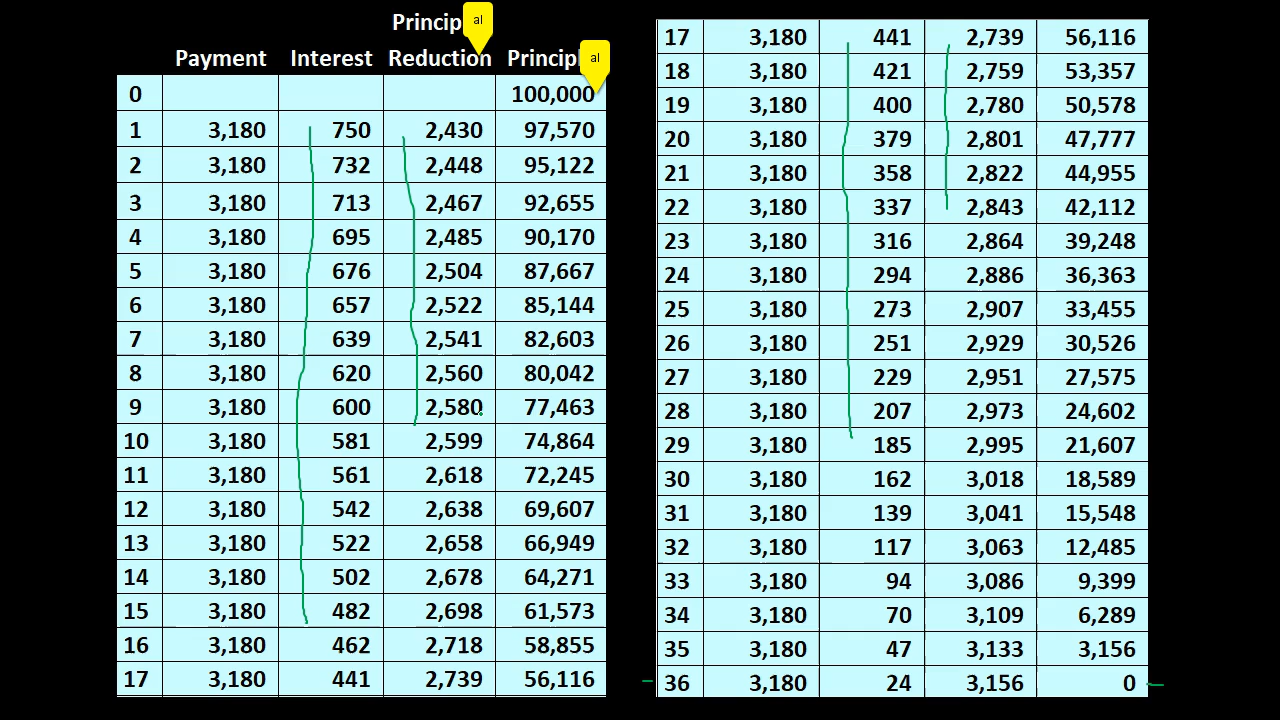 Princip al
Payment Interest Reduction Principl al
0 100,000
1 3,180 750 2,430 97,570
2 3,180 732 2,448 95,122
3 3,180 713 2,467 92,655
4 3,180 695 2,485 90,170
5 3,180 676 2,504 87,667
6 3,180 657 2,522 85,144
7 3,180 639 2,541 82,603
8 3,180 620 2,560 80,042
9 3,180 600 2,580 77,463
10 3,180 581 2,599 74,864
11 3,180 561 2,618 72,245
12 3,180 542 2,638 69,607
13 3,180 522 2,658 66,949
14 3,180 502 2,678 64,271
15 3,180 482 2,698 61,573
16 3,180 462 2,718 58,855
17 3,180 441 2,739 56,116
17 3,180 441 2,739 56,116
18 3,180 421 2,759 53,357
19 3,180 400 2,780 50,578
20 3,180 379 2,801 47,777
21 3,180 358 2,822 44,955
22 3,180 337 2,843 42,112
23 3,180 316 2,864 39,248
24 3,180 294 2,886 36,363
25 3,180 273 2,907 33,455
26 3,180 251 2,929 30,526
27 3,180 229 2,951 27,575
28 3,180 207 2,973 24,602
29 3,180 185 2,995 21,607
30 3,180 162 3,018 18,589
31 3,180 139 3,041 15,548
32 3,180 117 3,063 12,485
33 3,180 94 3,086 9,399
34 3,180 70 3,109 6,289
35 3,180 47 3,133 3,156
36 3,180 24 3,156 0